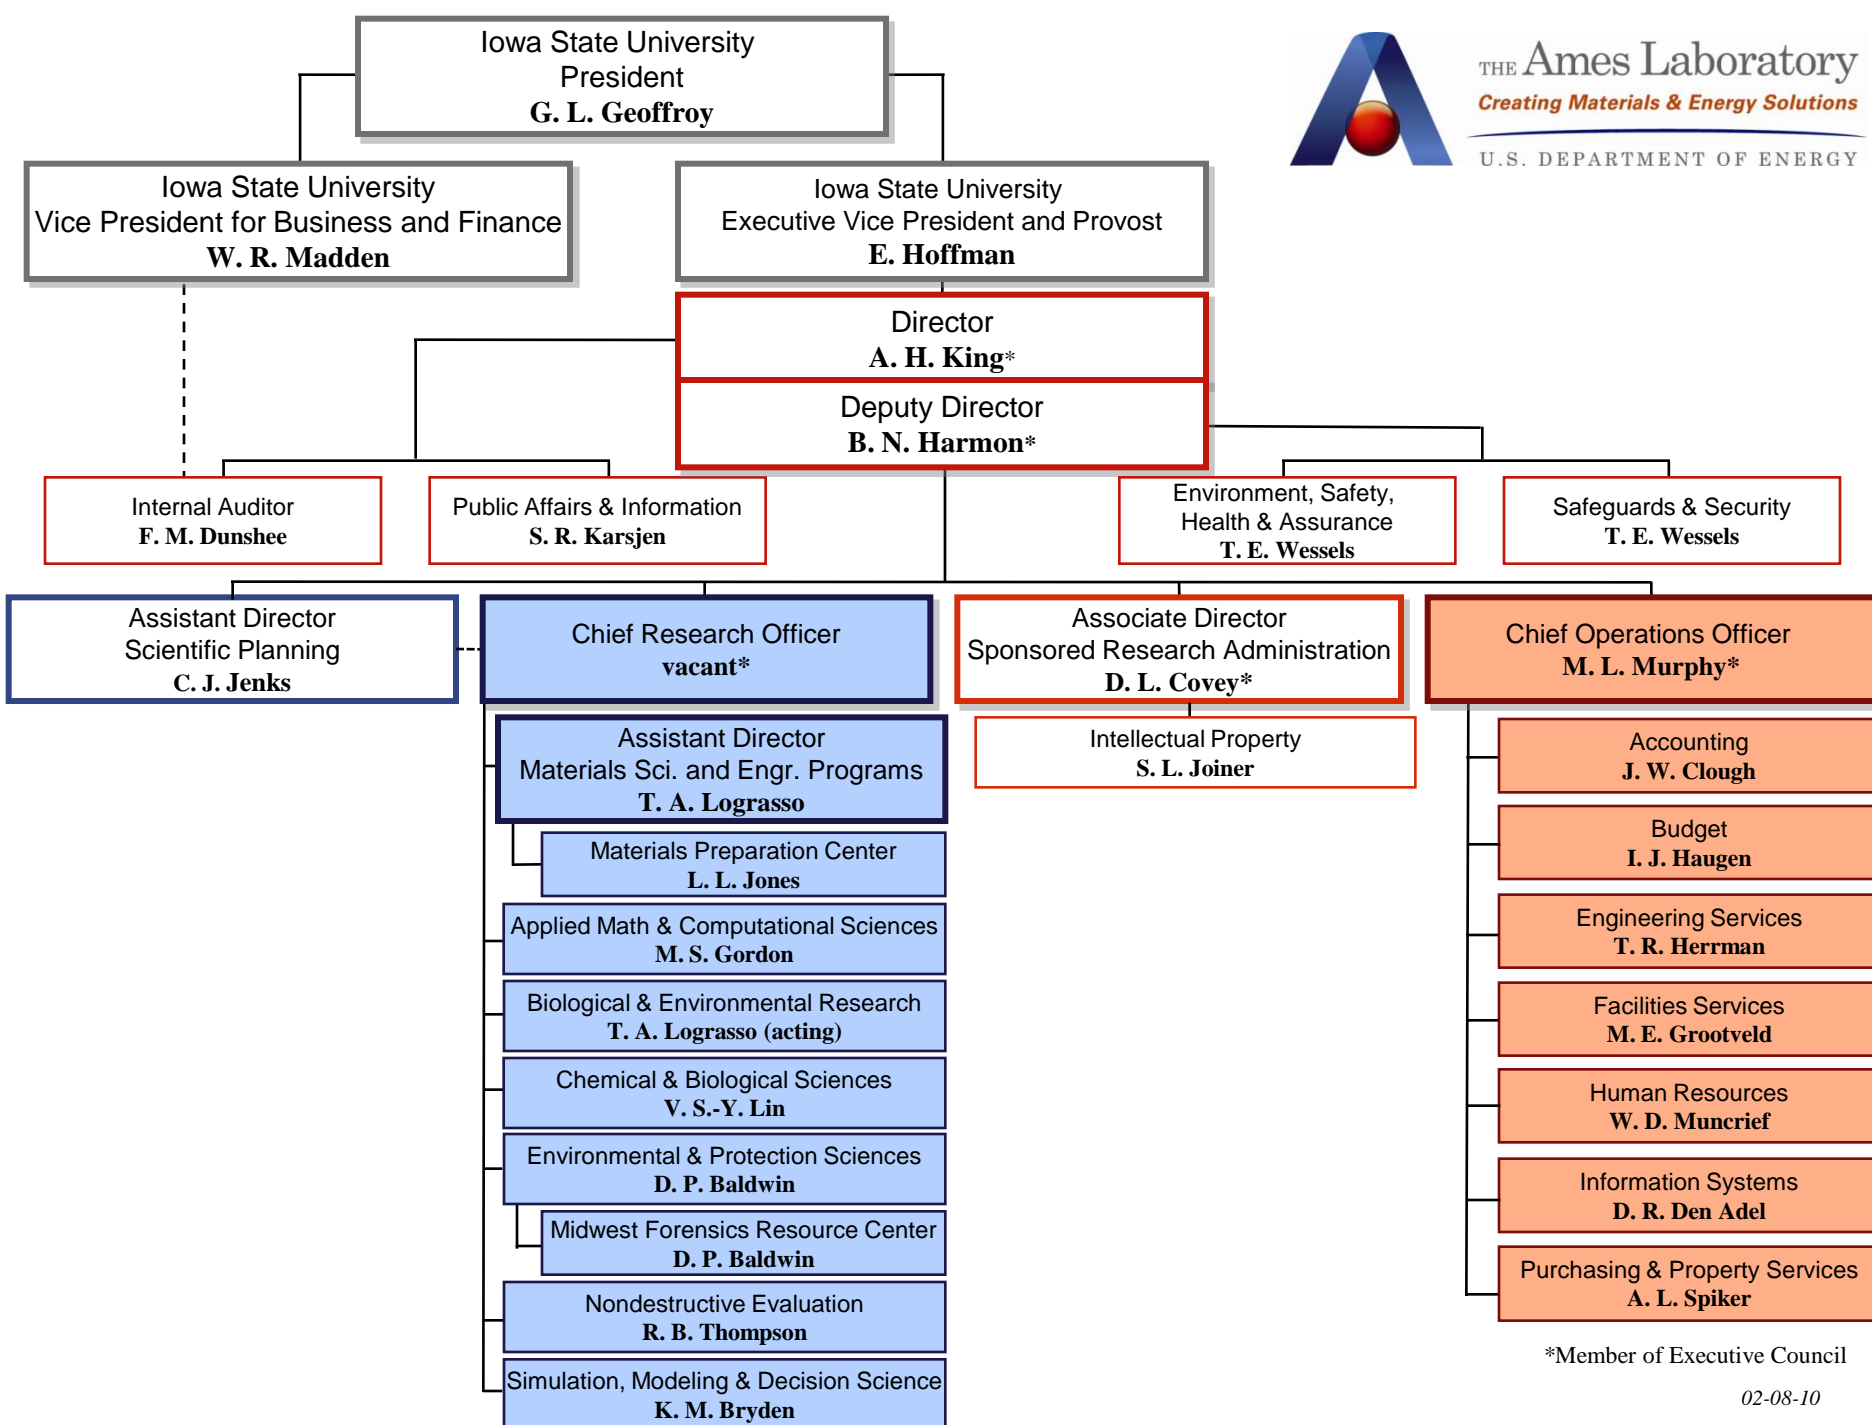 Iowa State University
President
G. L. Geoffroy
THE Ames Laboratory
Creating Materials & Energy Solutions
U.S. DEPARTMENT OF ENERGY
Iowa State University
Vice President for Business and Finance
W. R. Madden
Iowa State University
Executive Vice President and Provost
E. Hoffman
Director
A. H. King*
Deputy Director
B. N. Harmon*
Internal Auditor
F. M. Dunshee
Public Affairs & Information
S. R. Karsjen
Environment, Safety,
Health & Assurance
T. E. Wessels
Safeguards & Security
T. E. Wessels
Assistant Director
Scientific Planning
C. J. Jenks
Chief Research Officer
vacant*
Associate Director
Sponsored Research Administration
D. L. Covey*
Chief Operations Officer
M. L. Murphy*
Assistant Director
Materials Sci. and Engr. Programs
T. A. Lograsso
Materials Preparation Center
L. L. Jones
Applied Math & Computational Sciences
M. S. Gordon
Biological & Environmental Research
T. A. Lograsso (acting)
Chemical & Biological Sciences
V. S.-Y. Lin
Environmental & Protection Sciences
D. P. Baldwin
Midwest Forensics Resource Center
D. P. Baldwin
Nondestructive Evaluation
R. B. Thompson
Simulation, Modeling & Decision Science
K. M. Bryden
Intellectual Property
S. L. Joiner
Accounting
J. W. Clough
Budget
I. J. Haugen
Engineering Services
T. R. Herrman
Facilities Services
M. E. Grootveld
Human Resources
W. D. Muncrief
Information Systems
D. R. Den Adel
Purchasing & Property Services
A. L. Spiker
*Member of Executive Council
02-08-10